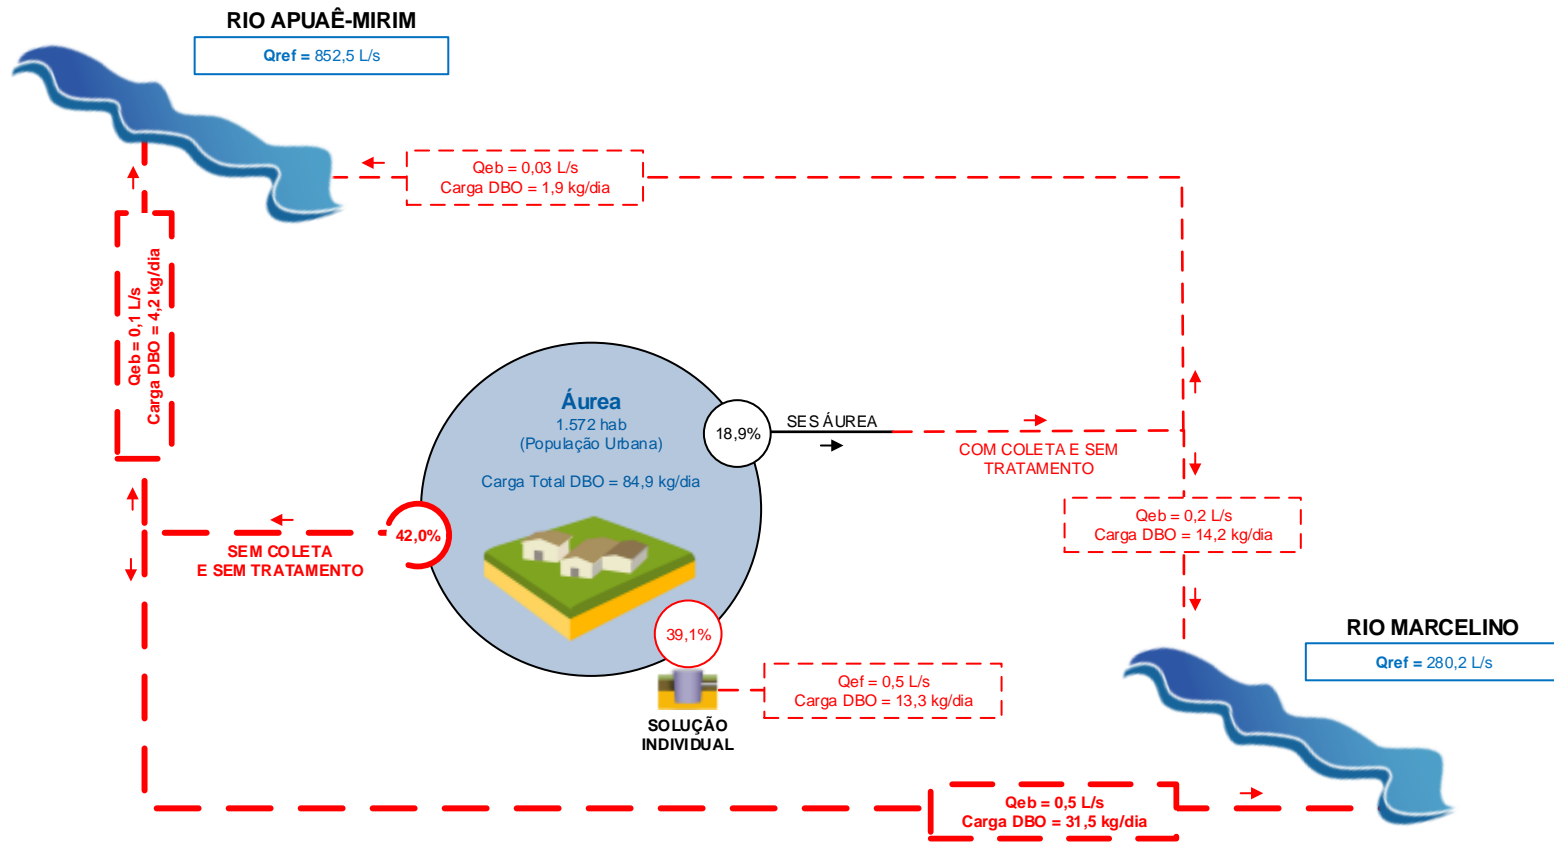 RIO APUAÊ-MIRIM
Qref = 852,5 L/s
Qeb = 0,03 L/s
Carga DBO = 1,9 kg/dia
Qeb = 0,1 L/s
Carga DBO = 4,2 kg/dia
Áurea
1.572 hab
(População Urbana)
Carga Total DBO = 84,9 kg/dia
18,9%
SES ÁUREA
COM COLETA E SEM
TRATAMENTO
42,0%
SEM COLETA
E SEM TRATAMENTO
Qeb = 0,2 L/s
Carga DBO = 14,2 kg/dia
39,1%
SOLUÇÃO
INDIVIDUAL
Qef = 0,5 L/s
Carga DBO = 13,3 kg/dia
RIO MARCELINO
Qref = 280,2 L/s
Qeb = 0,5 L/s
Carga DBO = 31,5 kg/dia